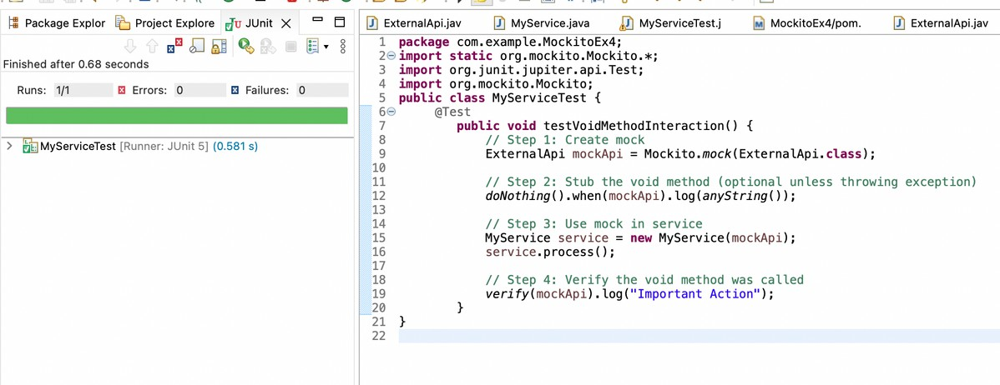 Package Explor Project Explore JUnit
Finished after 0.68 seconds
Runs: 1/1 Errors: 0 Failures: 0
MyServiceTest [Runner: JUnit 5] (0.581 s)
ExternalApi.jav MyService.java MyServiceTest.j MockitoEx4/pom. ExternalApi.jav
1 package com.example.MockitoEx4;
2 import static org.mockito.Mockito.*;
3 import org.junit.jupiter.api.Test;
4 import org.mockito.Mockito;
5 public class MyServiceTest {
6 @Test
7 public void testVoidMethodInteraction() {
8 // Step 1: Create mock
9 ExternalApi mockApi = Mockito.mock(ExternalApi.class);
10
11 // Step 2: Stub the void method (optional unless throwing exception)
12 doNothing().when(mockApi).log(anyString());
13
14 // Step 3: Use mock in service
15 MyService service = new MyService(mockApi);
16 service.process();
17
18 // Step 4: Verify the void method was called
19 verify(mockApi).log("Important Action");
20 }
21 }
22